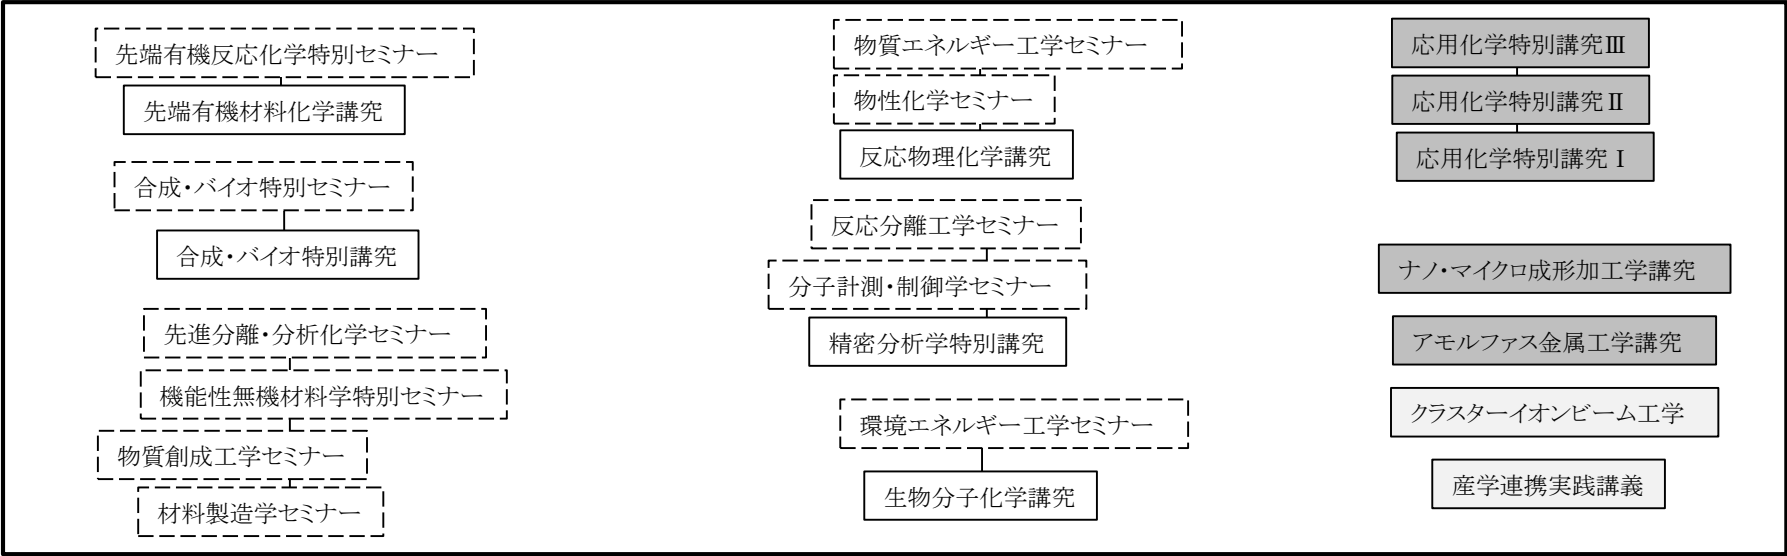 先端有機反応化学特別セミナー
先端有機材料化学講究
合成・バイオ特別セミナー
合成・バイオ特別講究
先進分離・分析化学セミナー
機能性無機材料学特別セミナー
物質創成工学セミナー
材料製造学セミナー
物質エネルギー工学セミナー
物性化学セミナー
反応物理化学講究
反応分離工学セミナー
分子計測・制御学セミナー
精密分析学特別講究
環境エネルギー工学セミナー
生物分子化学講究
応用化学特別講究Ⅲ
応用化学特別講究Ⅱ
応用化学特別講究Ⅰ
ナノ・マイクロ成形加工学講究
アモルファス金属工学講究
クラスターイオンビーム工学
産学連携実践講義